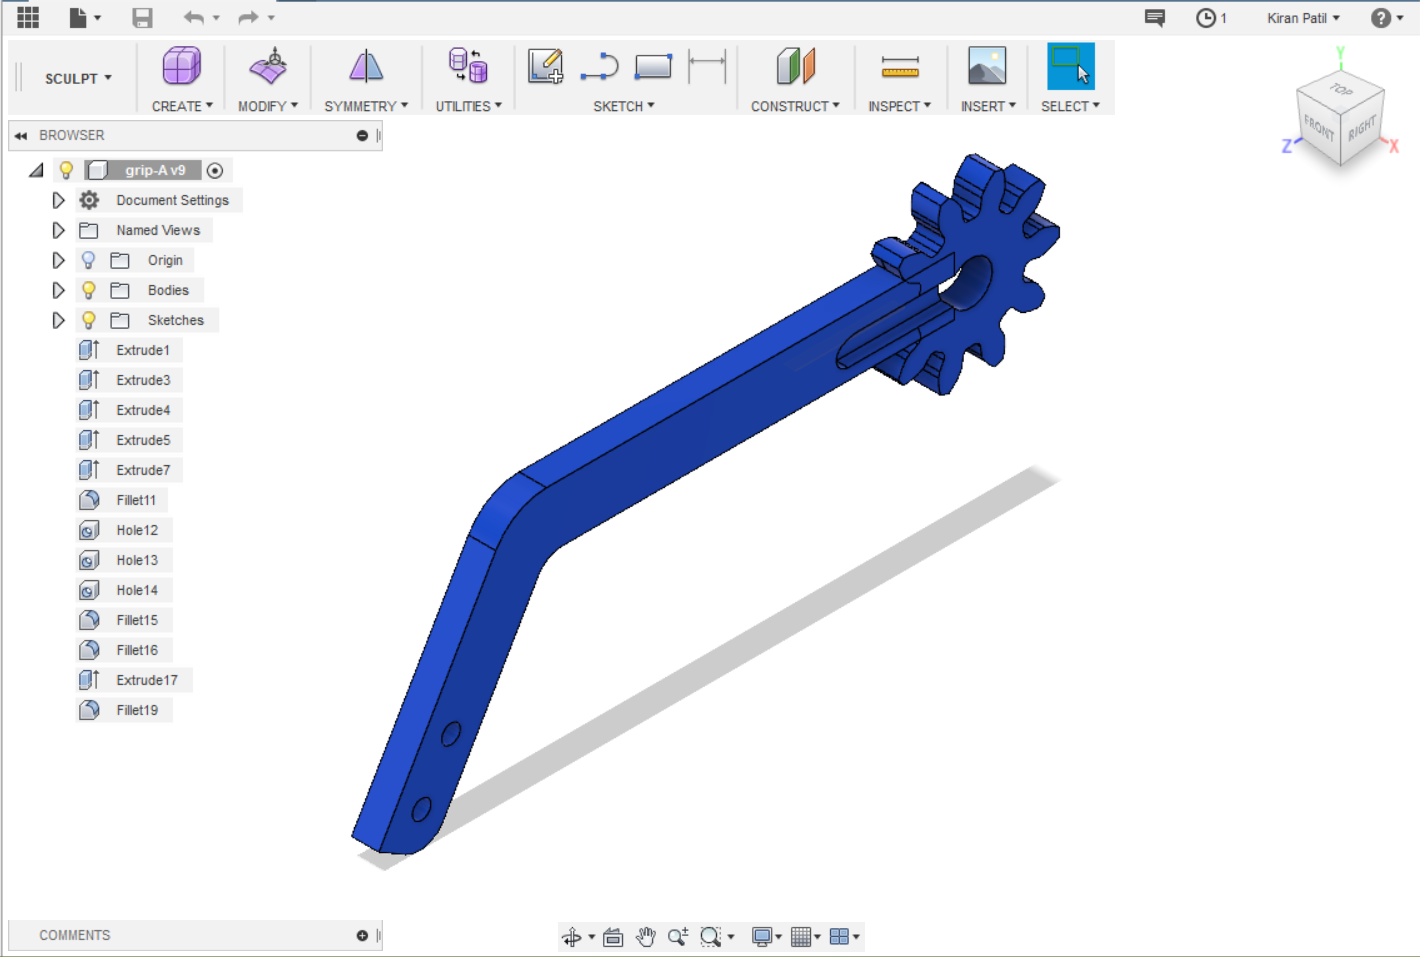 1 Kiran Patil ?
SCULPT
CREATE MODIFY SYMMETRY UTILITIES SKETCH CONSTRUCT INSPECT INSERT SELECT
Y
TOP
FRONT RIGHT
Z X
BROWSER
grip-A v9
Document Settings
Named Views
Origin
Bodies
Sketches
Extrude1
Extrude3
Extrude4
Extrude5
Extrude7
Fillet11
Hole12
Hole13
Hole14
Fillet15
Fillet16
Extrude17
Fillet19
COMMENTS